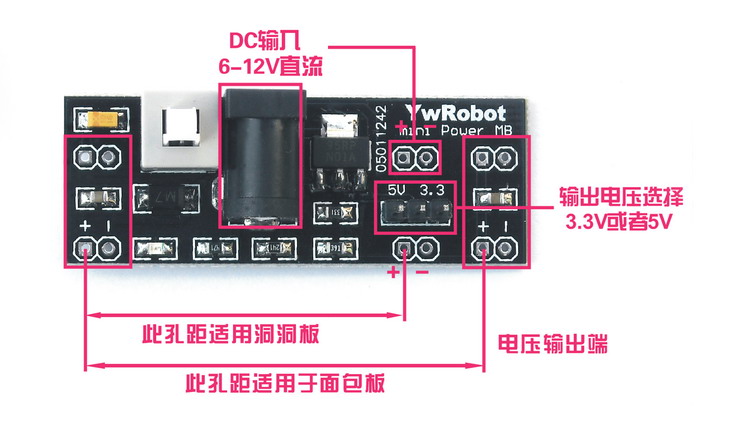 DC输入
6-12V直流
YwRobot
mini Power MB
05011242
+ -
5V 3.3
输出电压选择
3.3V或者5V
M7
+ -
+ -
+ -
此孔距适用洞洞板
电压输出端
此孔距适用于面包板